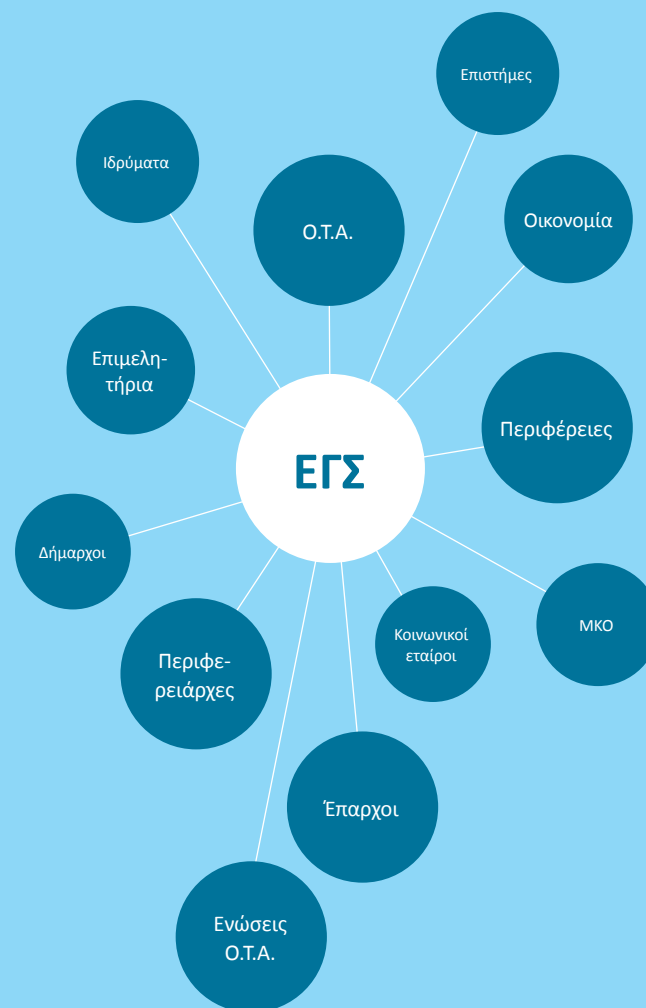 Επιστήμες
Ιδρύματα
Ο.Τ.Α.
Οικονομία
Επιμελη-
τήρια
Περιφέρειες
ΕΓΣ
Δήμαρχοι
ΜΚΟ
Κοινωνικοί
εταίροι
Περιφε-
ρειάρχες
Έπαρχοι
Ενώσεις
Ο.Τ.Α.